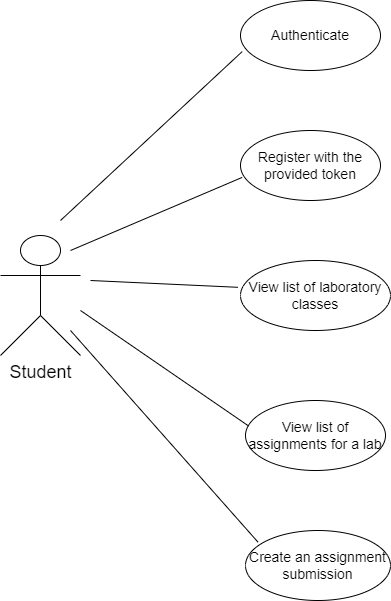 Authenticate
Register with the
provided token
View list of laboratory
classes
Student
View list of
assignments for a lab
Create an assignment
submission